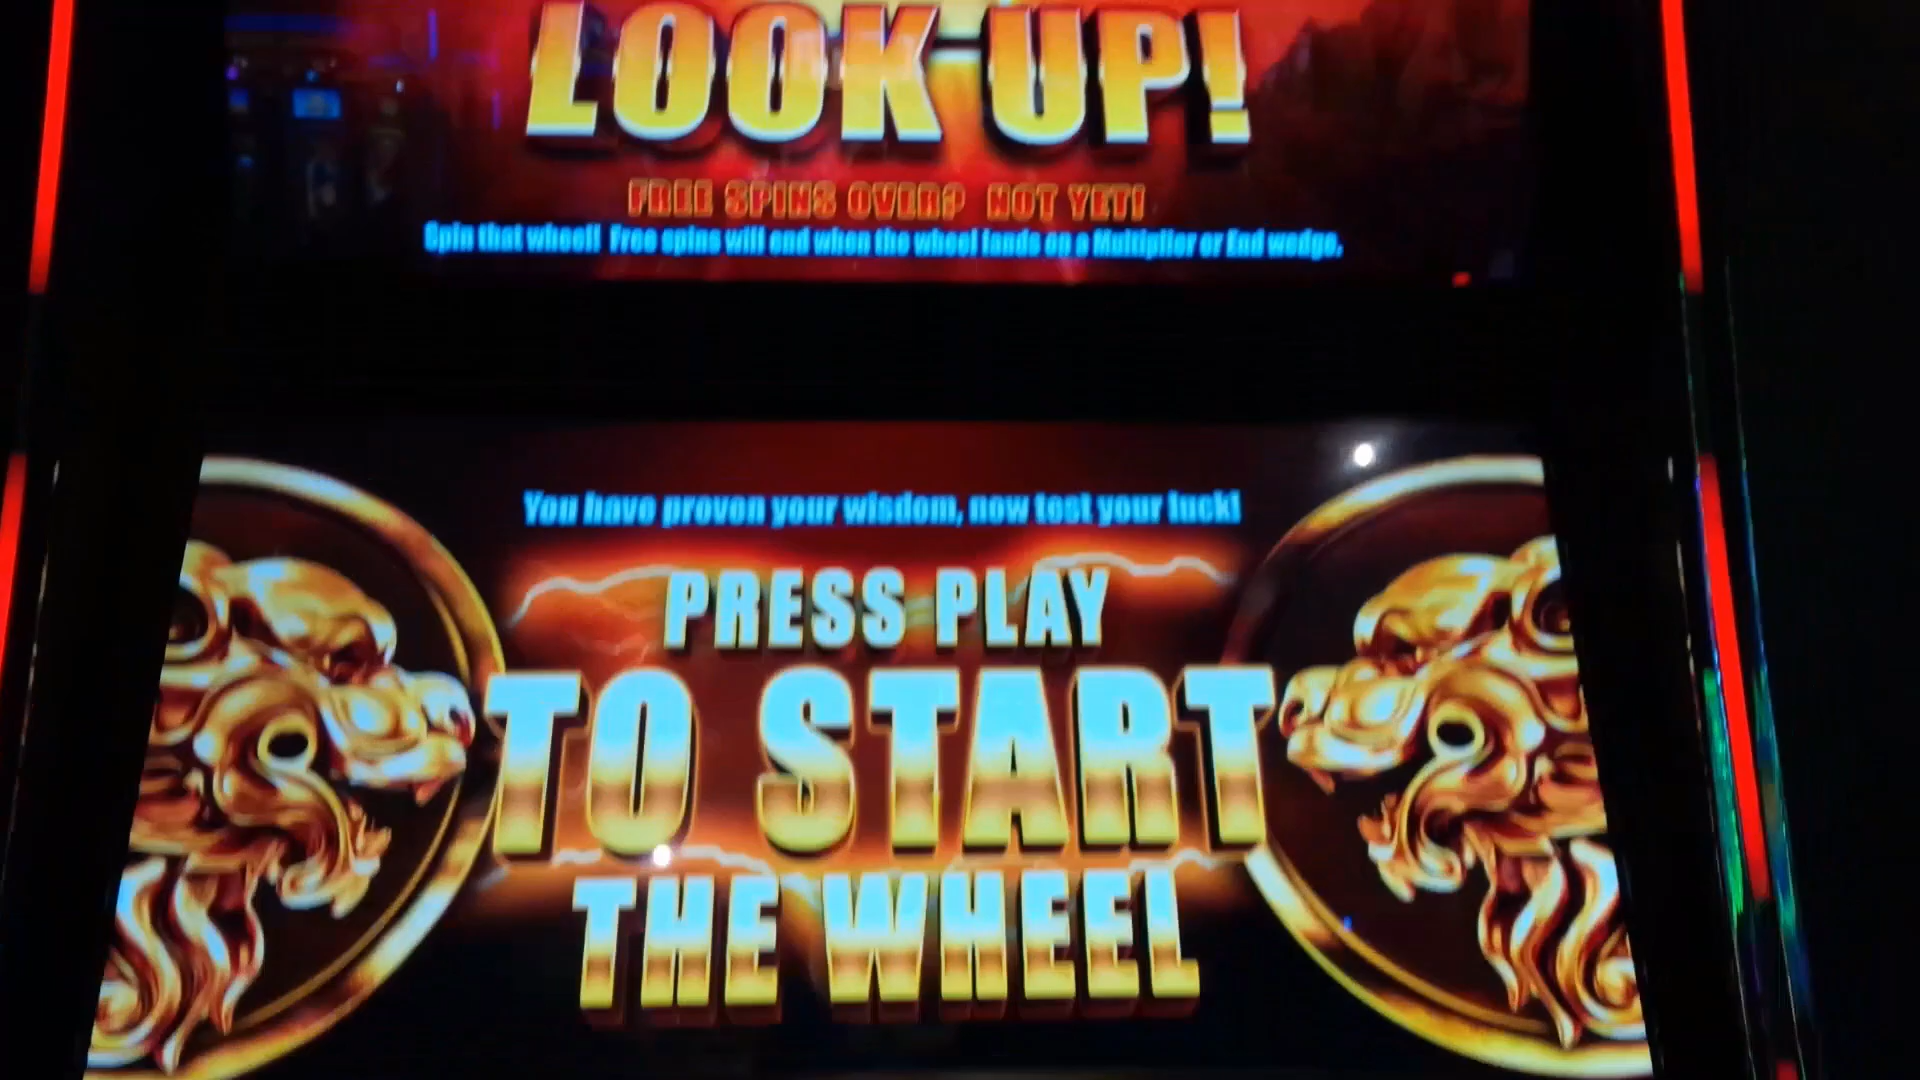 LOOK UP!
FREE SPINS OVER? NOT YET!
Spin that wheel! Free spins will end when the wheel lands on a Multiplier or End wedge.
You have proven your wisdom, now test your luck!
PRESS PLAY
TO START
THE WHEEL